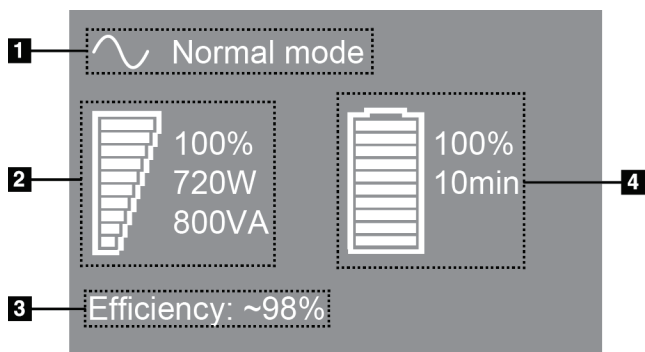 1
Normal mode
2
100%
720W
800VA
100%
10min
4
3
Efficiency: ~98%